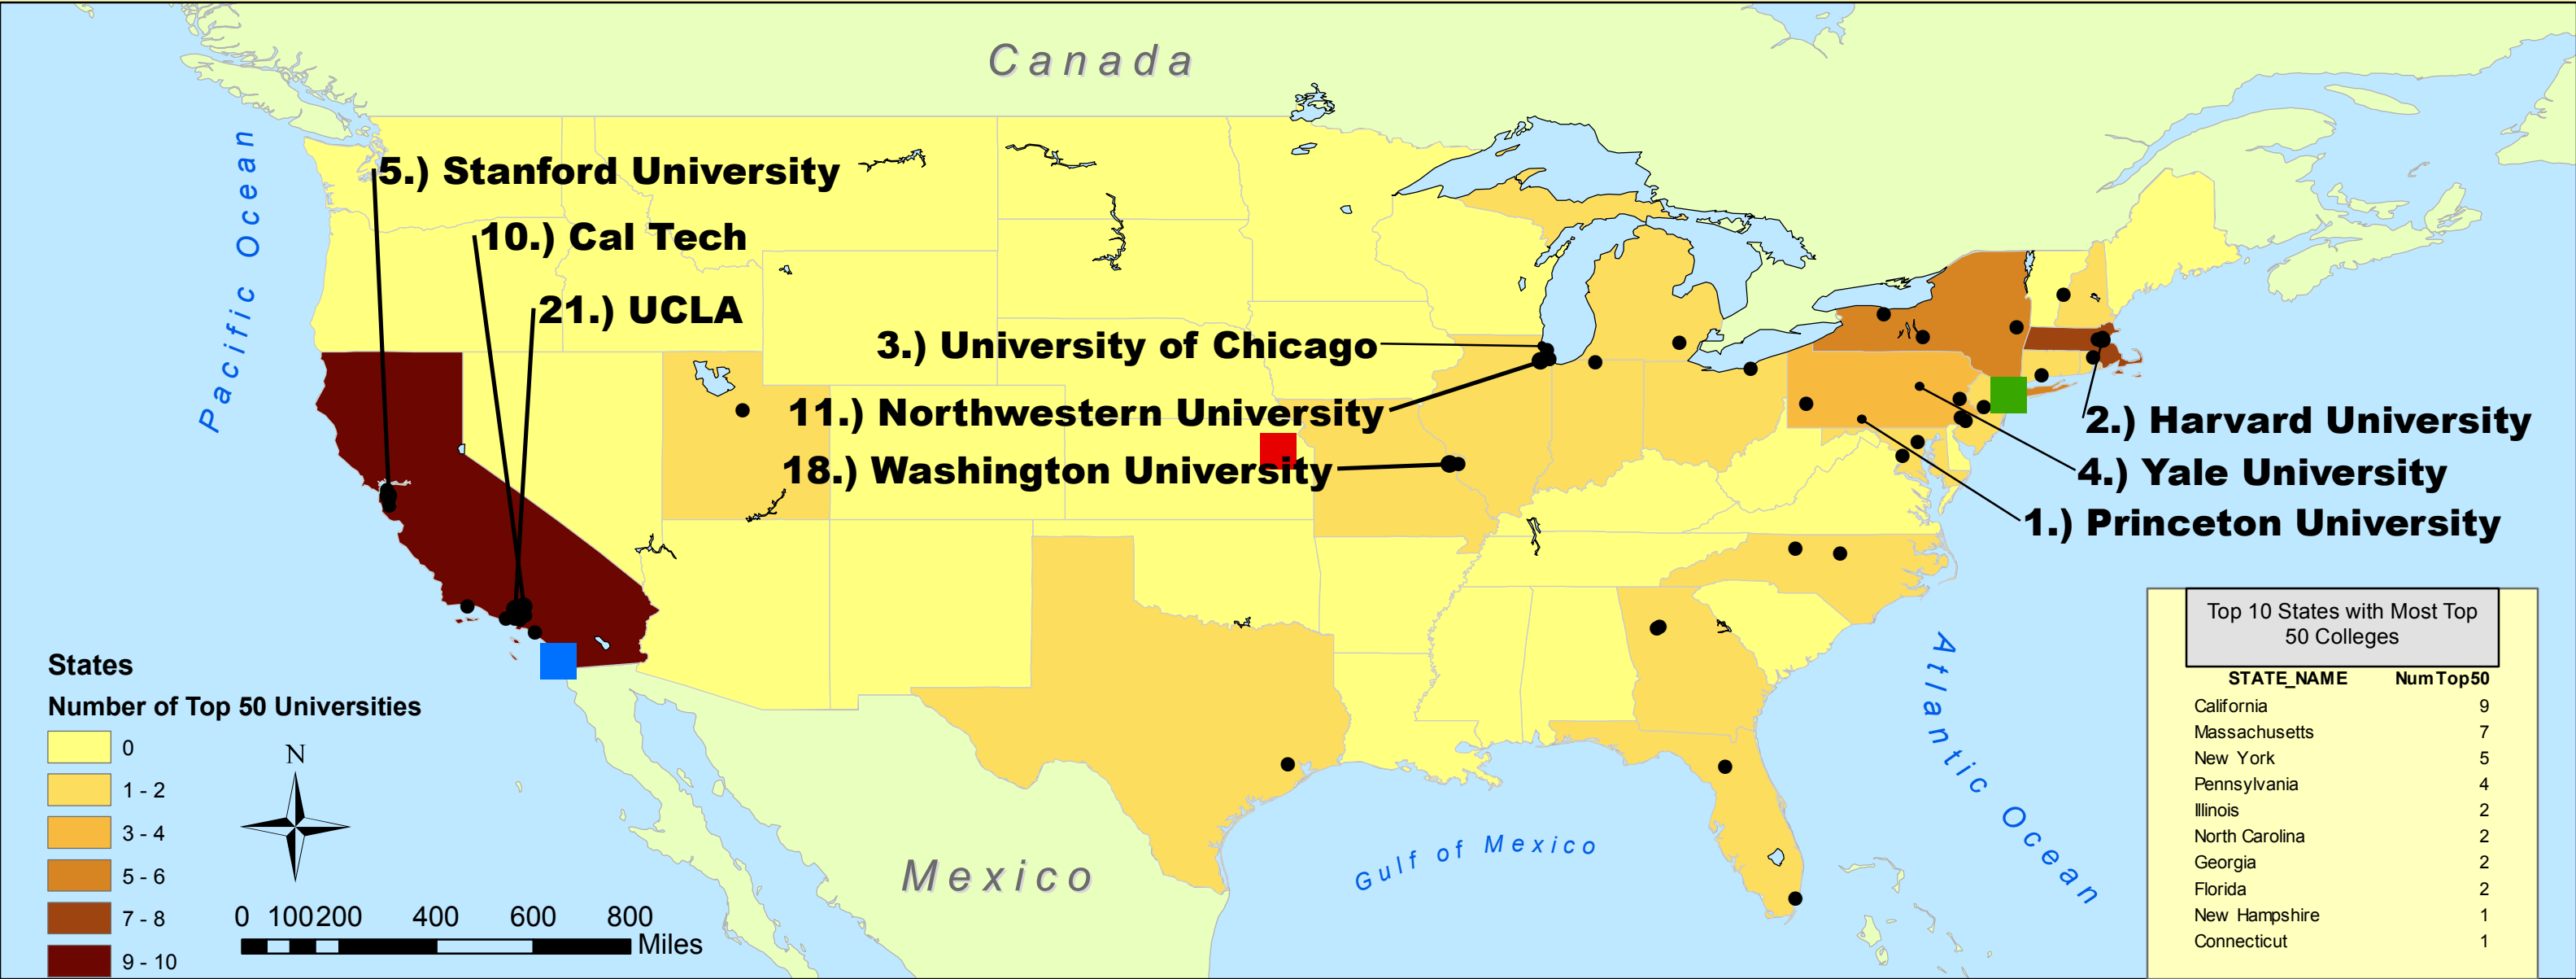 Canada
Pacific Ocean
5.) Stanford University
10.) Cal Tech
21.) UCLA
3.) University of Chicago
11.) Northwestern University
18.) Washington University
2.) Harvard University
4.) Yale University
1.) Princeton University
Atlantic Ocean
Gulf of Mexico
Mexico
States
Number of Top 50 Universities
0
1 - 2
3 - 4
5 - 6
7 - 8
9 - 10
N
0 100 200 400 600 800
Miles
Top 10 States with Most Top
50 Colleges
STATE_NAME NumTop50
California 9
Massachusetts 7
New York 5
Pennsylvania 4
Illinois 2
North Carolina 2
Georgia 2
Florida 2
New Hampshire 1
Connecticut 1